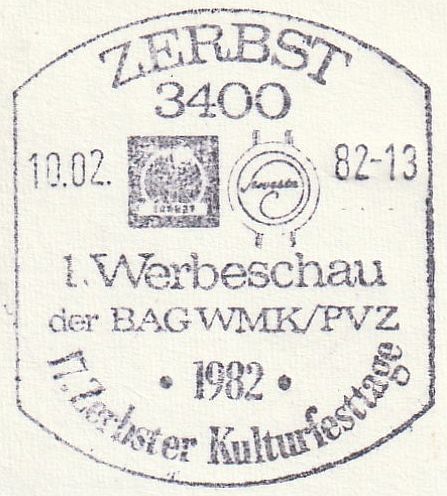 ZERBST
3400
10.02. 82-13
1. Werbeschau
der BAG WMK/PVZ
• 1982 •
17. Zerbster Kulturfesttage